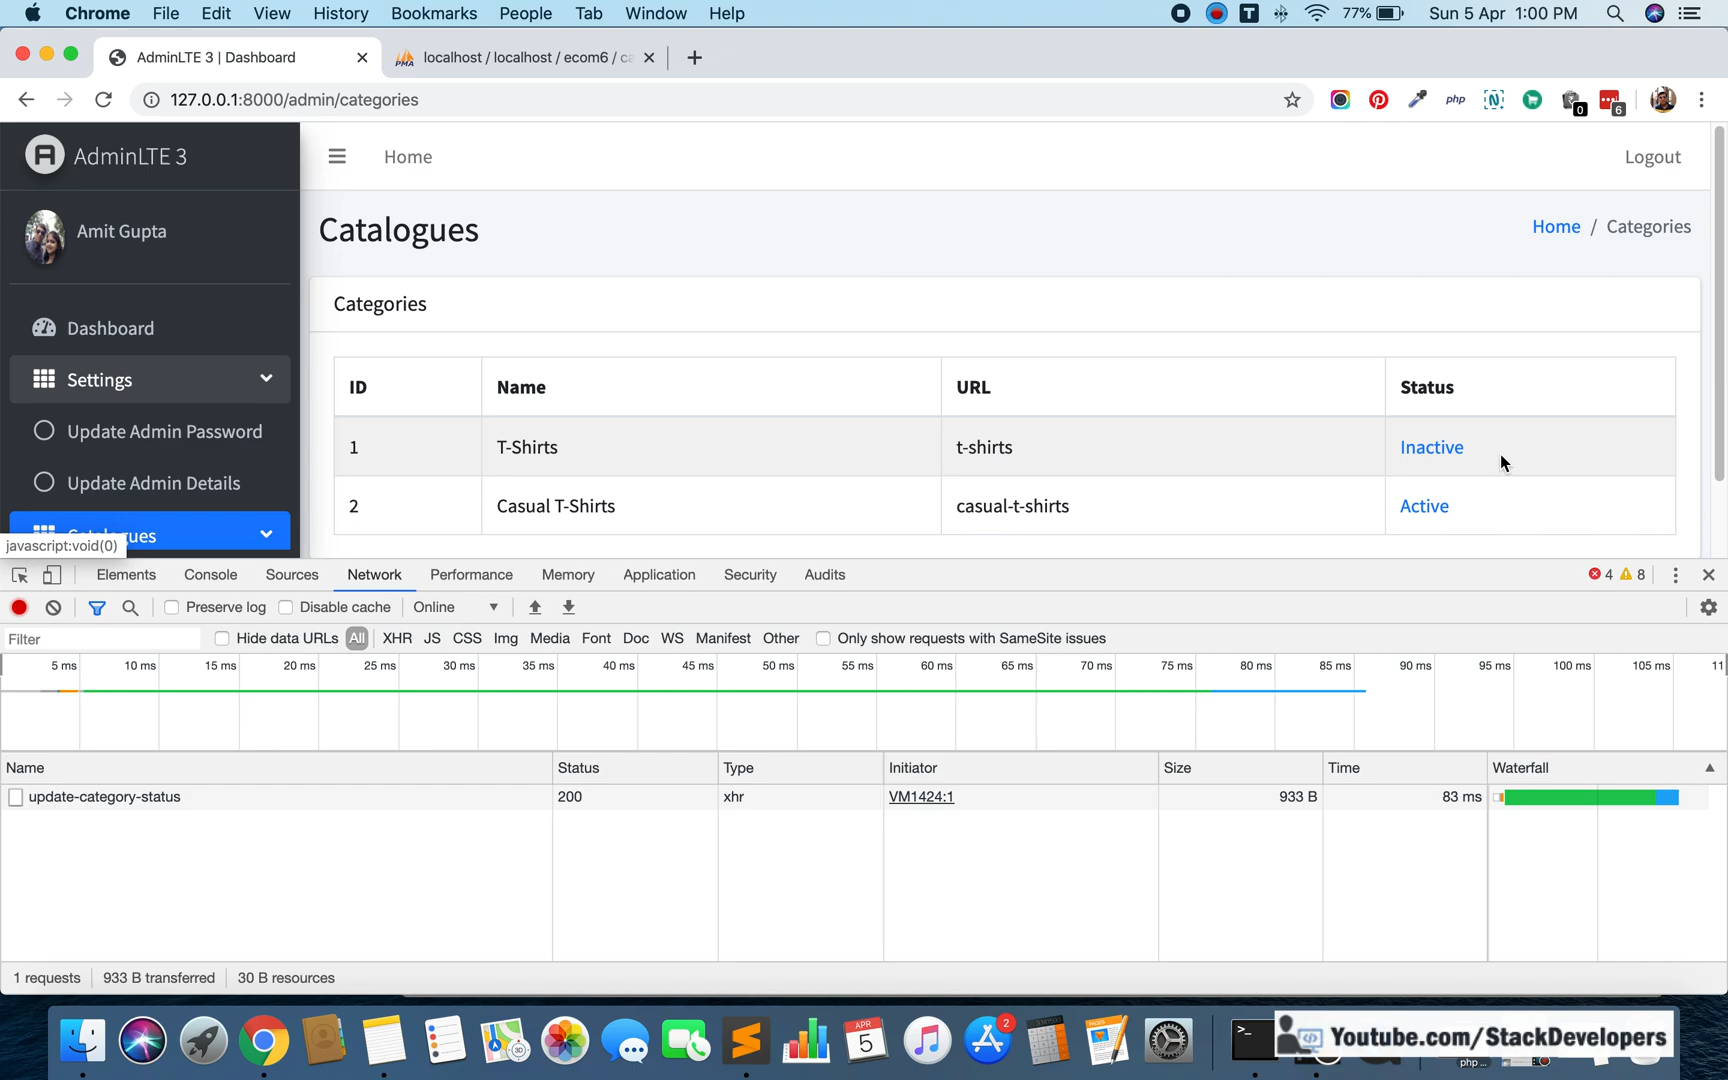 Chrome File Edit View History Bookmarks People Tab Window Help 77% Sun 5 Apr 1:00 PM
AdminLTE 3 | Dashboard localhost / localhost / ecom6 / ca
127.0.0.1:8000/admin/categories php 0 6
AdminLTE 3 Home Logout
Amit Gupta
Catalogues Home / Categories
Categories
Dashboard
Settings
Update Admin Password
Update Admin Details
Catalogues
javascript:void(0)
ID Name URL Status
1 T-Shirts t-shirts Inactive
2 Casual T-Shirts casual-t-shirts Active
Elements Console Sources Network Performance Memory Application Security Audits 4 8
Preserve log Disable cache Online
Filter Hide data URLs All XHR JS CSS Img Media Font Doc WS Manifest Other Only show requests with SameSite issues
5 ms 10 ms 15 ms 20 ms 25 ms 30 ms 35 ms 40 ms 45 ms 50 ms 55 ms 60 ms 65 ms 70 ms 75 ms 80 ms 85 ms 90 ms 95 ms 100 ms 105 ms 11
Name Status Type Initiator Size Time Waterfall
update-category-status 200 xhr VM1424:1 933 B 83 ms
1 requests 933 B transferred 30 B resources
APR 5 2
Youtube.com/StackDevelopers
php ...